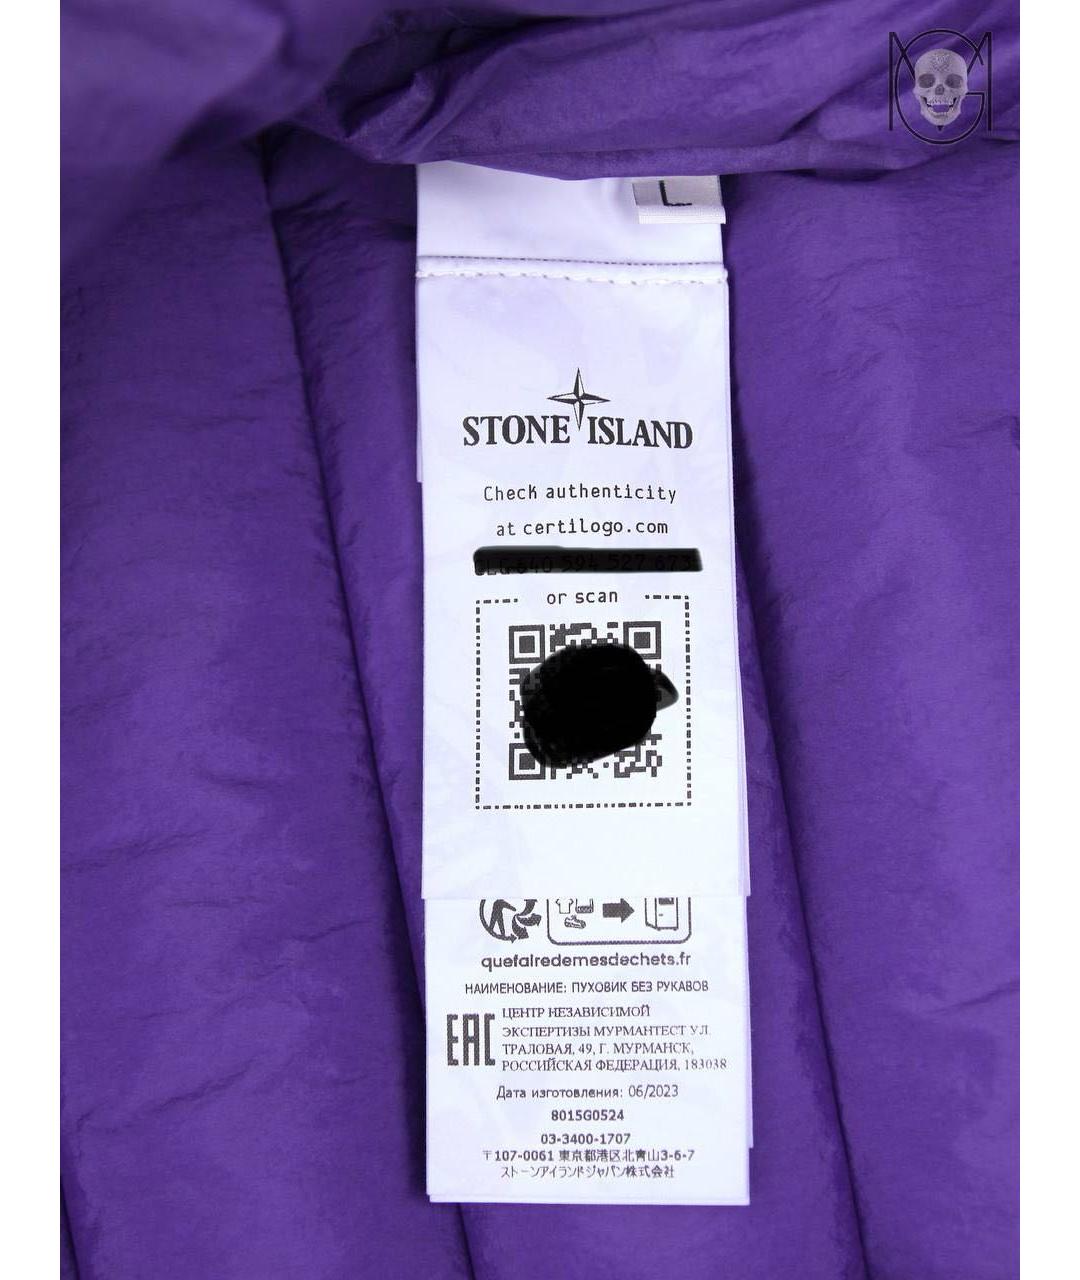 L
STONE ISLAND
Check authenticity
at certilogo.com
or scan
quefairedemesdechets.fr
НАИМЕНОВАНИЕ: ПУХОВИК БЕЗ РУКАВОВ
EAC
ЦЕНТР НЕЗАВИСИМОЙ
ЭКСПЕРТИЗЫ МУРМАНТЕСТ УЛ.
ТРАЛОВАЯ, 49, Г. МУРМАНСК,
РОССИЙСКАЯ ФЕДЕРАЦИЯ, 183038
Дата изготовления: 06/2023
8015G0524
03-3400-1707
〒107-0061 東京都港区北青山3-6-7
ストーンアイランドジャパン株式会社